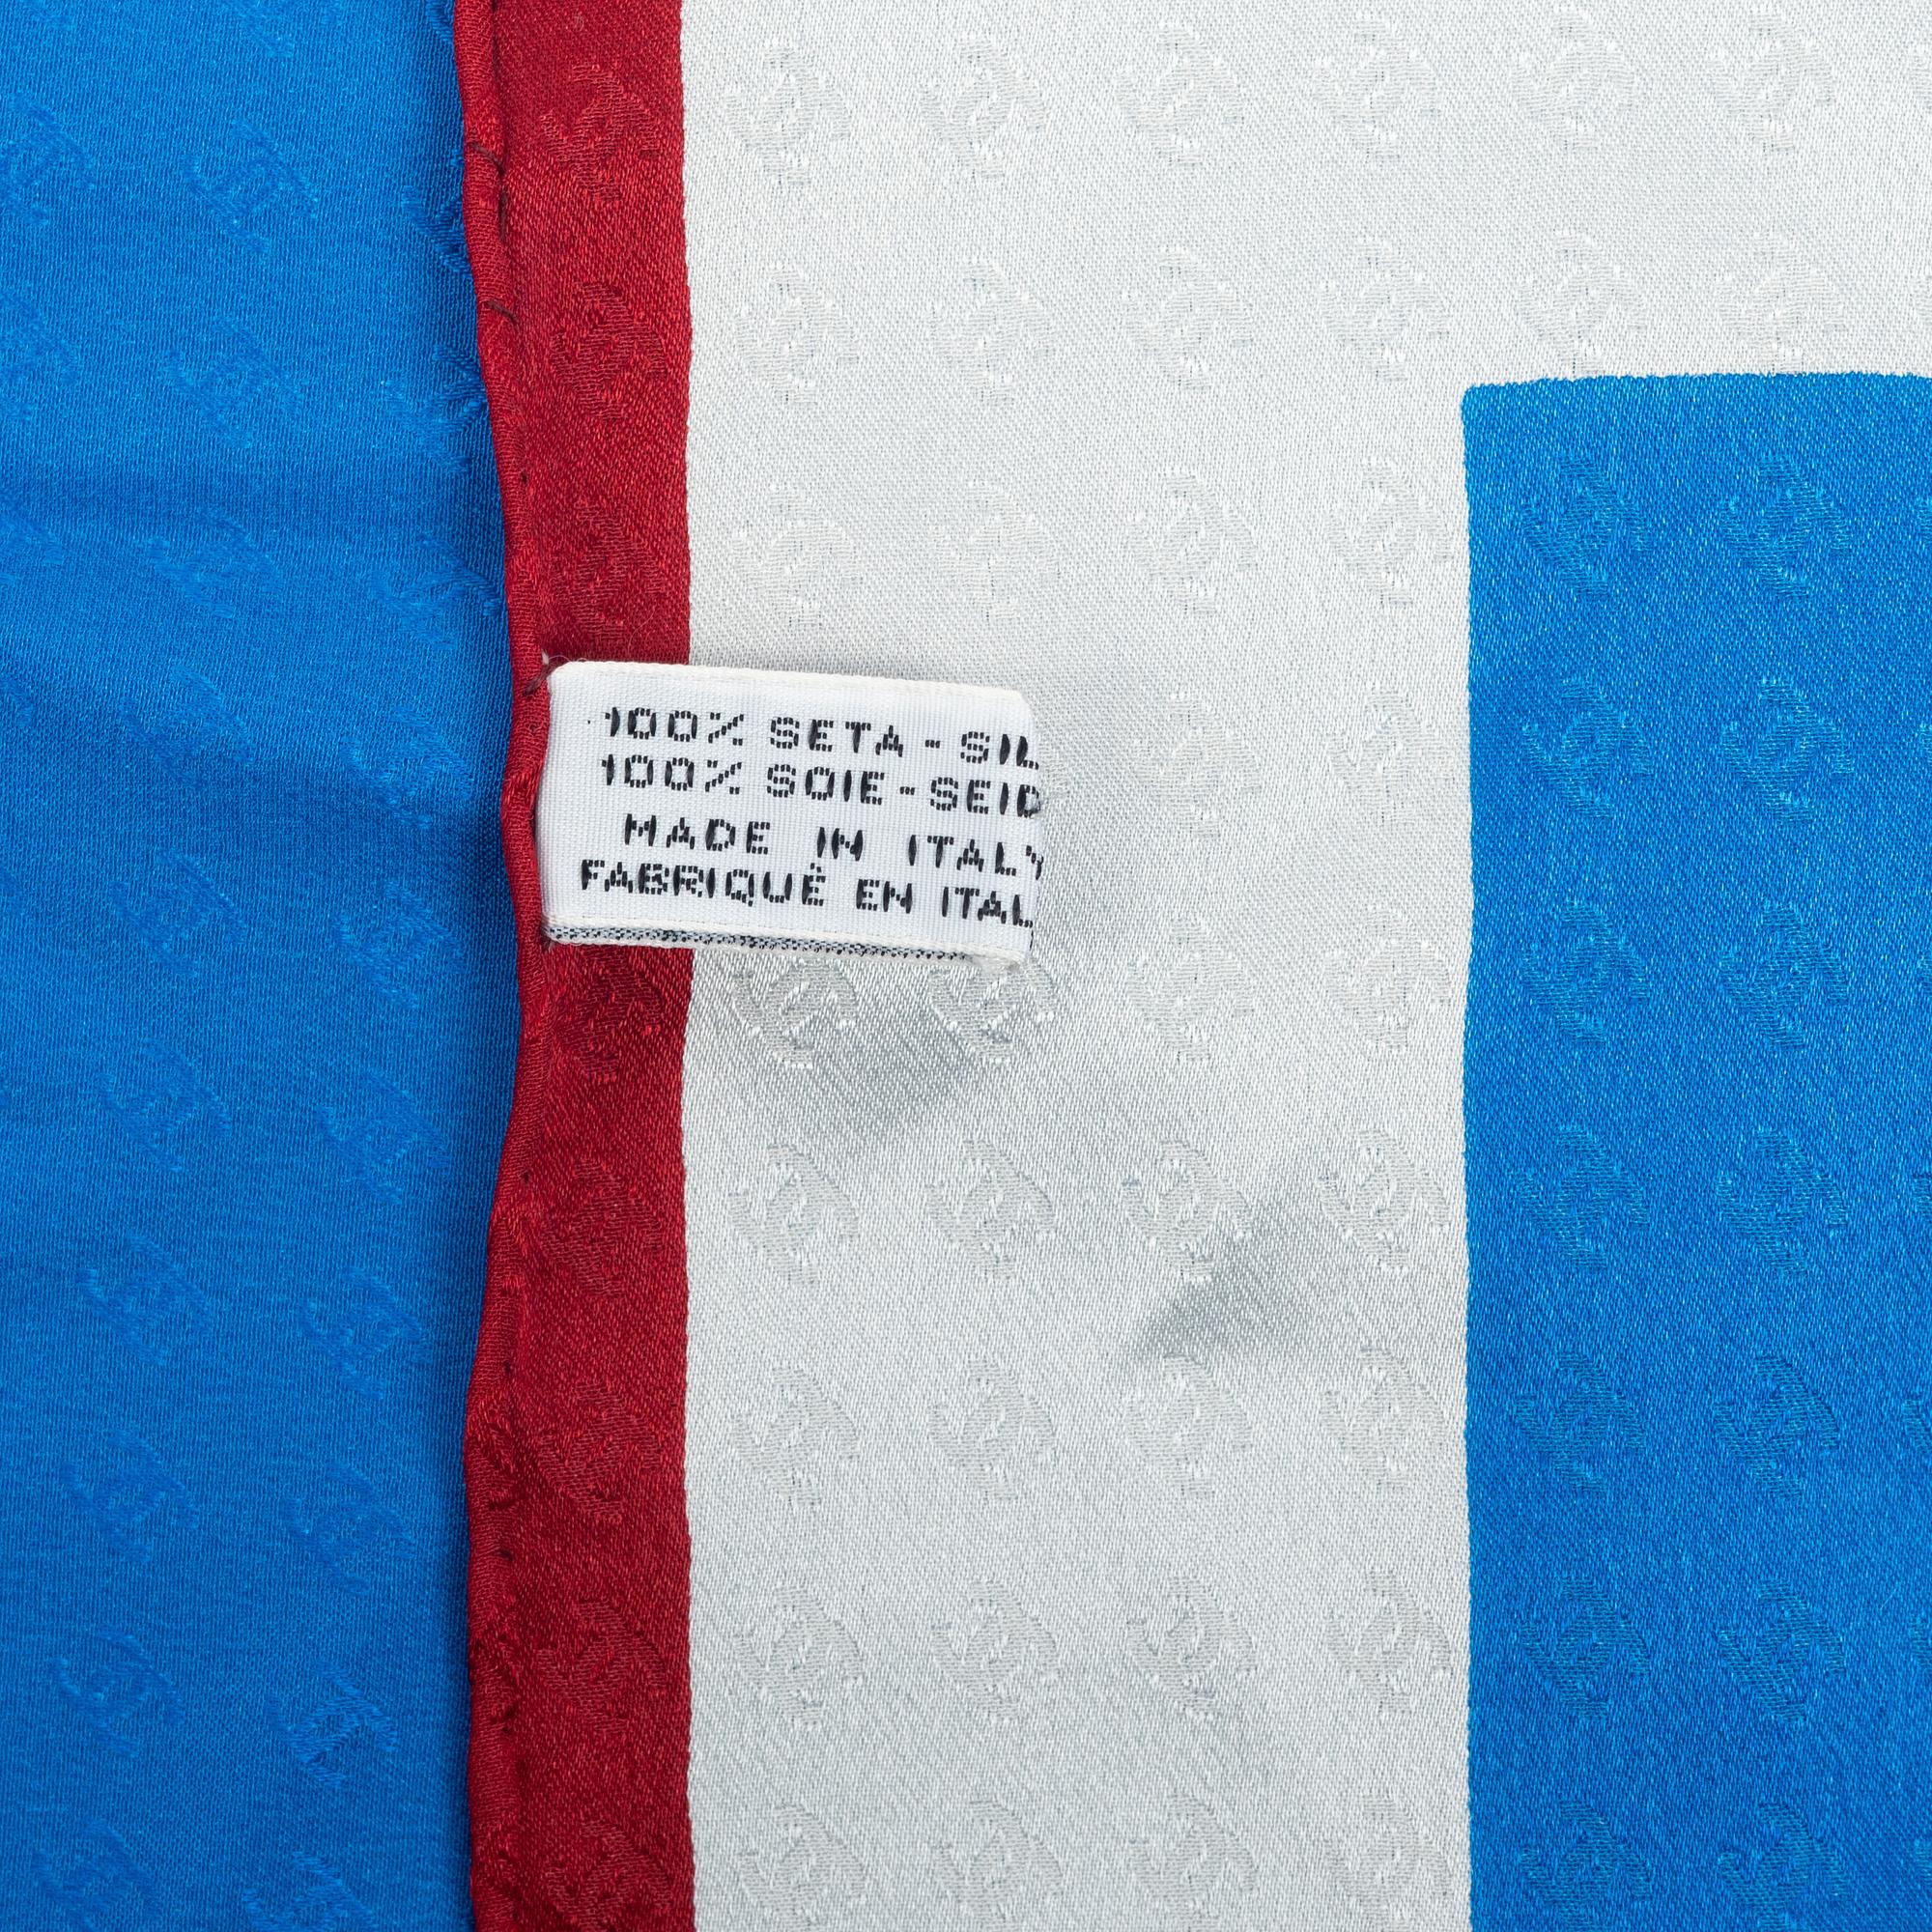 100% SETA - SIL
100% SOIE - SEID
MADE IN ITALY
FABRIQUÉ EN ITAL